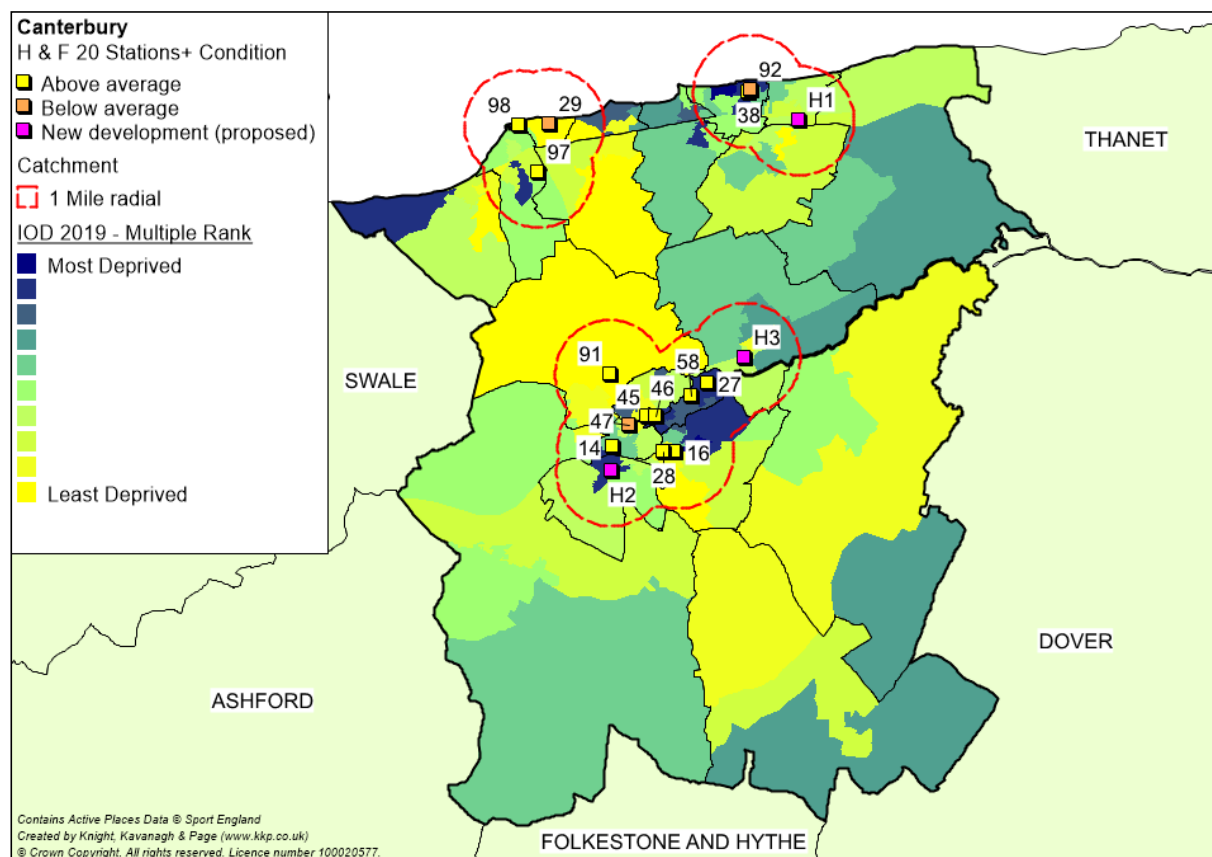 Canterbury
H & F 20 Stations+ Condition
Above average
Below average
New development (proposed)
Catchment
1 Mile radial
IOD 2019 - Multiple Rank
Most Deprived
Least Deprived
92
98
29
H1
38
97
THANET
H3
91
58
SWALE
27
45
46
47
14
16
28
H2
DOVER
ASHFORD
FOLKESTONE AND HYTHE
Contains Active Places Data © Sport England
Created by Knight, Kavanagh & Page (www.kkp.co.uk)
© Crown Copyright. All rights reserved. Licence number 100020577.